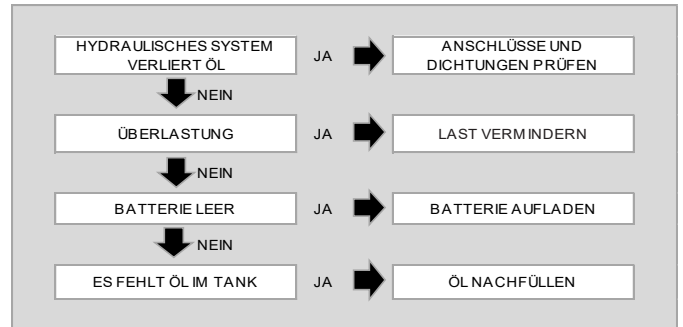 HYDRAULISCHES SYSTEM
VERLIERT ÖL
JA
ANSCHLÜSSE UND
DICHTUNGEN PRÜFEN
NEIN
ÜBERLASTUNG
JA
LAST VERMINDERN
NEIN
BATTERIE LEER
JA
BATTERIE AUFLADEN
NEIN
ES FEHLT ÖL IM TANK
JA
ÖL NACHFÜLLEN